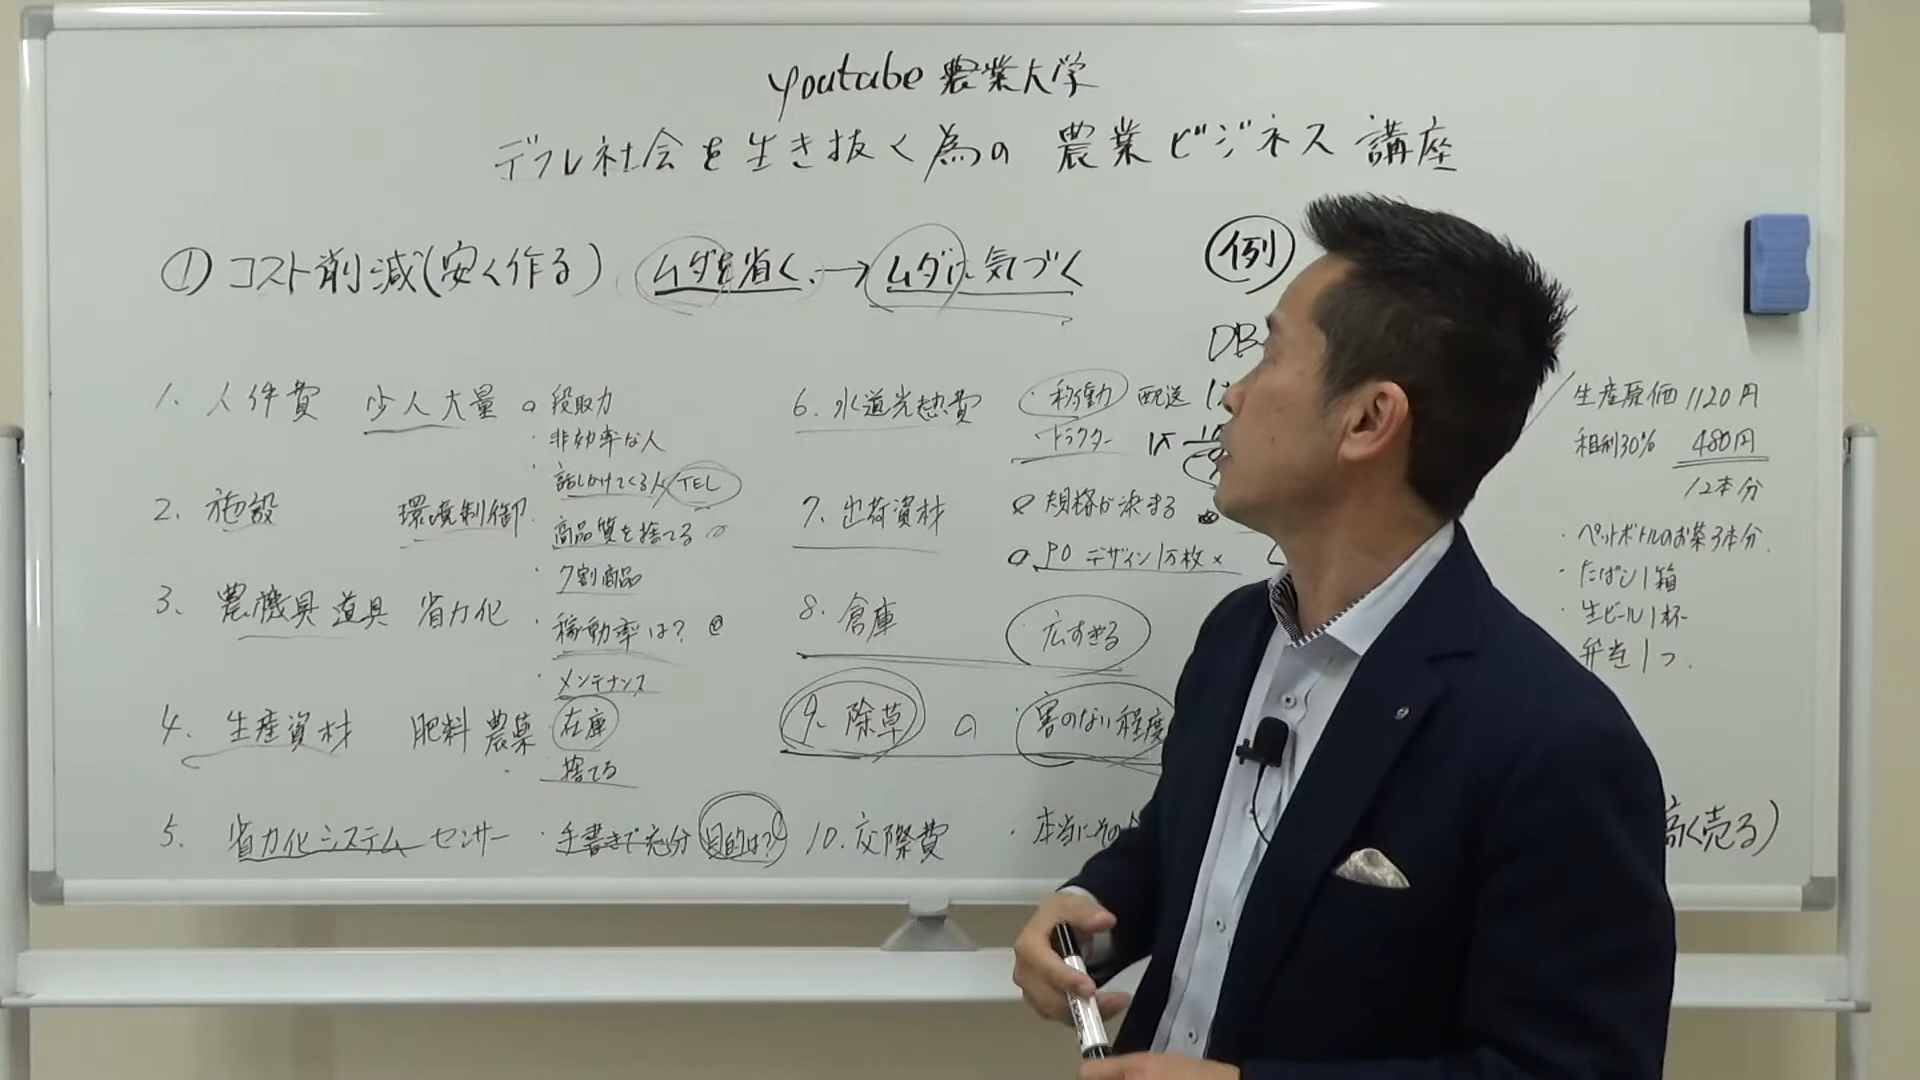 youtube 農業大学
デフレ社会を生き抜く為の 農業ビジネス講座
① コスト削減(安く作る) ムダを省く → ムダに気づく
1. 人件費 少人大量
段取力
・非効率な人
・話しかけてくる人/TEL
2. 施設 環境制御
・高品質を捨てる
・7割商品
3. 農機具 道具 省力化
・稼動率は?
・メンテナンス
4. 生産資材 肥料 農薬
在庫
捨てる
5. 省力化システム センサー
・手書きで充分 目的は?
6. 水道光熱費
・移動 配送
・トラクター
7. 出荷資材
規格が決まる
PO デザイン1万枚×
8. 倉庫
・広すぎる
9. 除草
・害のない程度
10. 交際費
・本当にその
例
DB
生産原価 1120円
粗利30% 480円
12本分
・ペットボトルのお茶3本分
・たばこ1箱
・生ビール1杯
弁当1つ
高く売る)